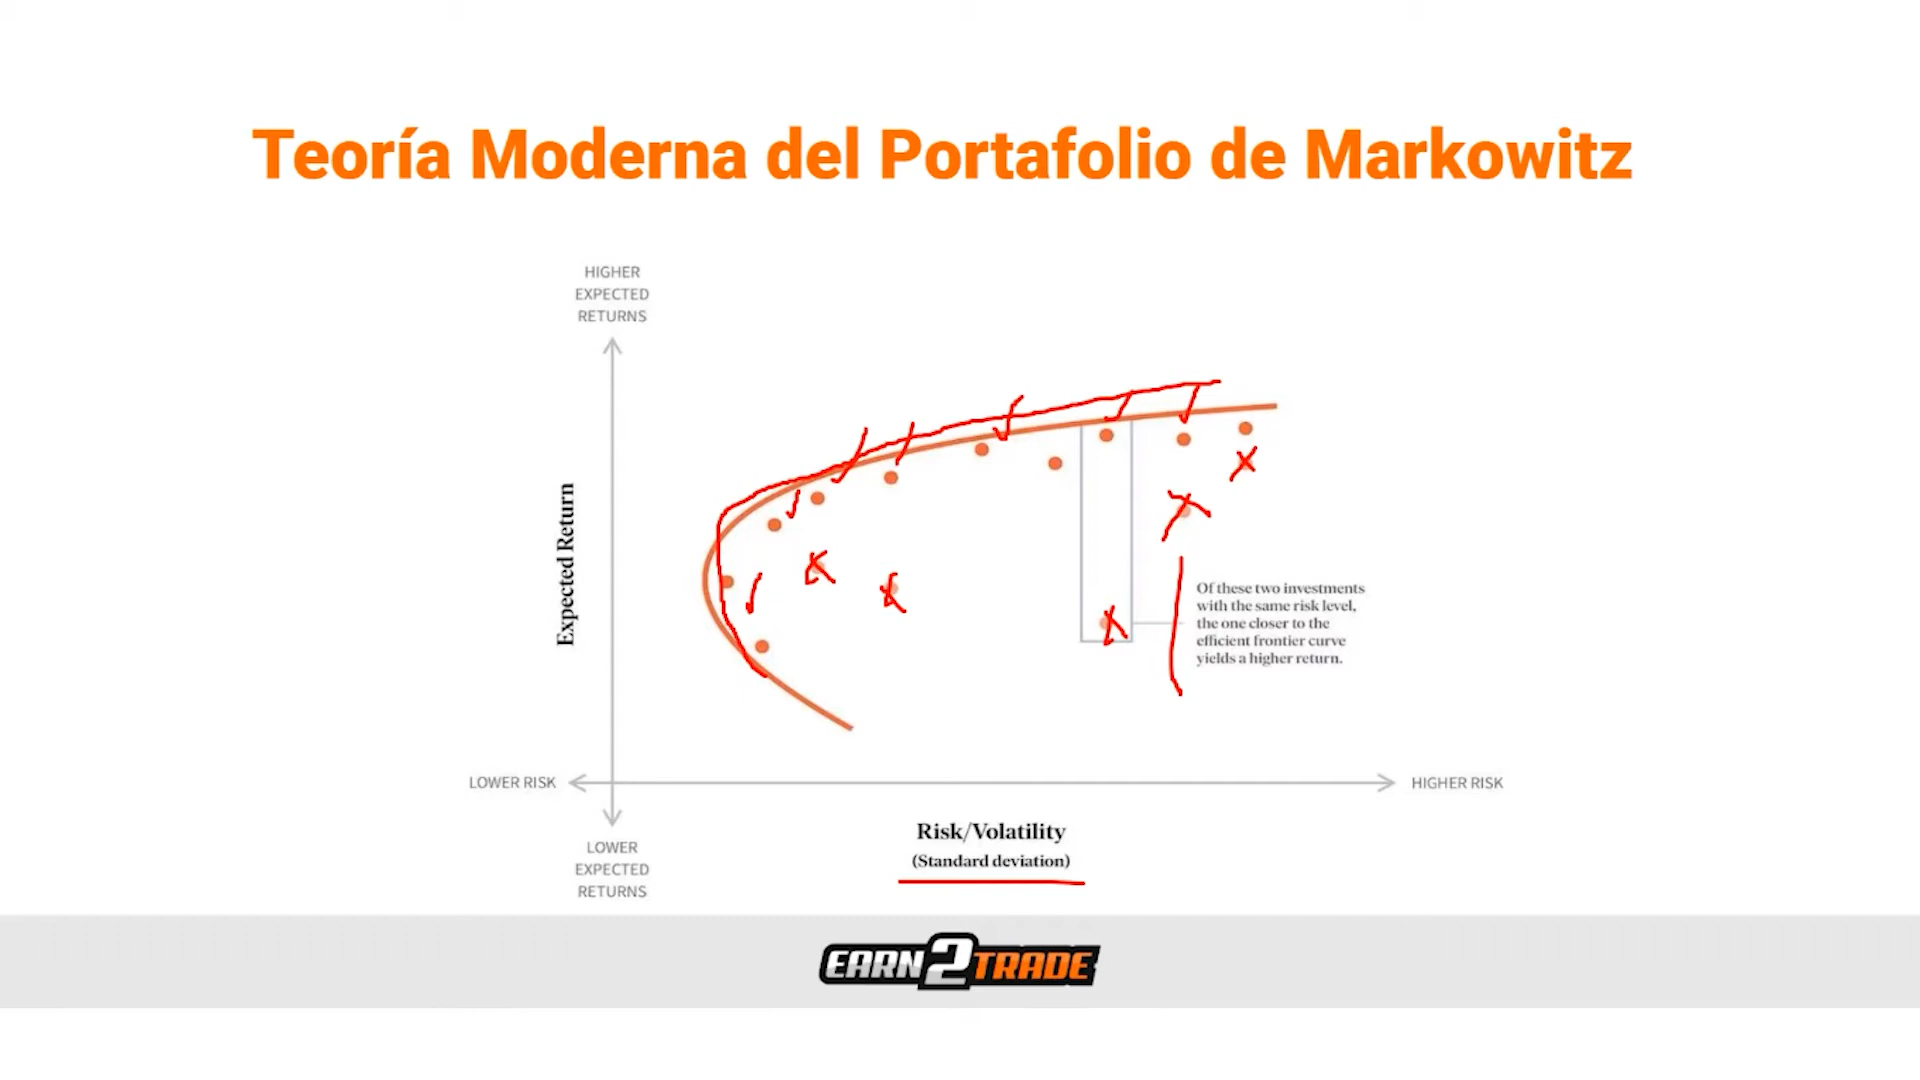 Teoría Moderna del Portafolio de Markowitz
HIGHER
EXPECTED
RETURNS
Expected Return
Of these two investments
with the same risk level,
the one closer to the
efficient frontier curve
yields a higher return.
LOWER RISK
HIGHER RISK
Risk/Volatility
(Standard deviation)
LOWER
EXPECTED
RETURNS
EARN2TRADE